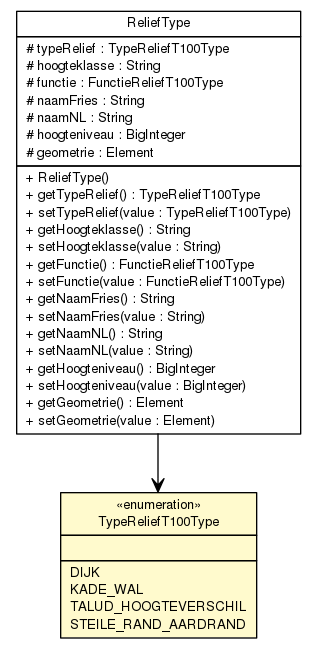 ReliefType
# typeRelief : TypeReliefT100Type
# hoogteklasse : String
# functie : FunctieReliefT100Type
# naamFries : String
# naamNL : String
# hoogteniveau : BigInteger
# geometrie : Element
+ ReliefType()
+ getTypeRelief() : TypeReliefT100Type
+ setTypeRelief(value : TypeReliefT100Type)
+ getHoogteklasse() : String
+ setHoogteklasse(value : String)
+ getFunctie() : FunctieReliefT100Type
+ setFunctie(value : FunctieReliefT100Type)
+ getNaamFries() : String
+ setNaamFries(value : String)
+ getNaamNL() : String
+ setNaamNL(value : String)
+ getHoogteniveau() : BigInteger
+ setHoogteniveau(value : BigInteger)
+ getGeometrie() : Element
+ setGeometrie(value : Element)
«enumeration»
TypeReliefT100Type
DIJK
KADE_WAL
TALUD_HOOGTEVERSCHIL
STEILE_RAND_AARDRAND